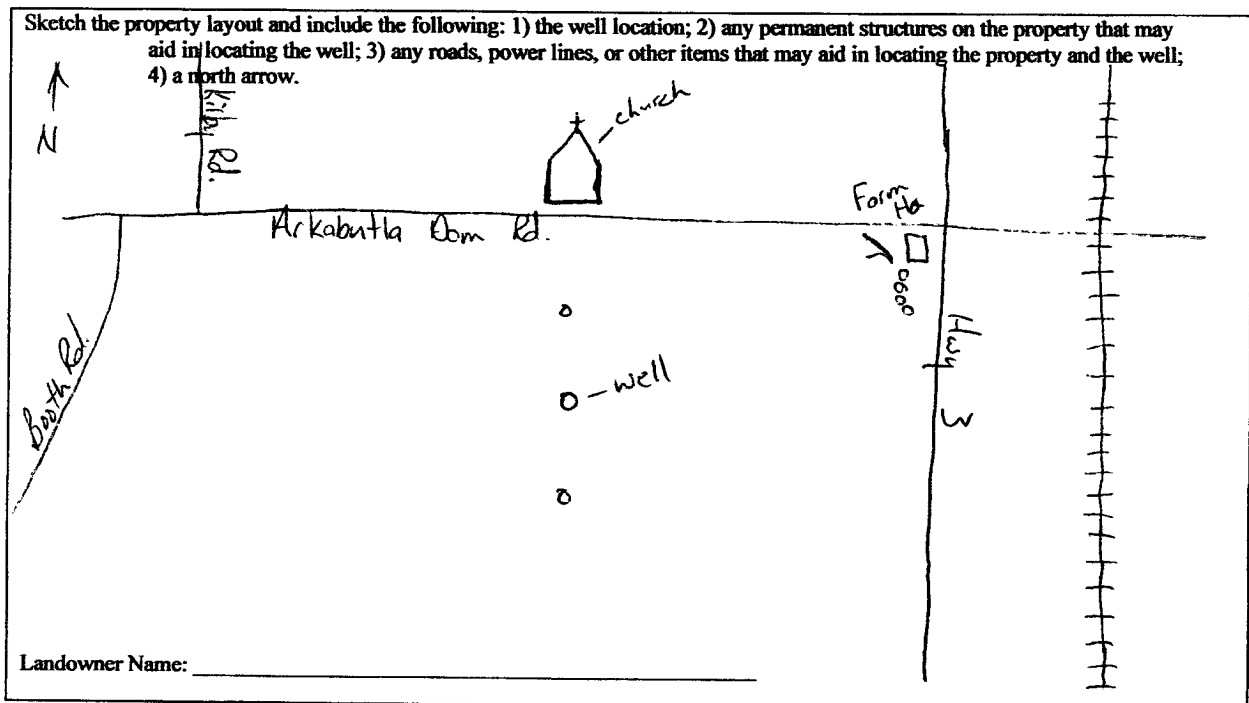 Sketch the property layout and include the following: 1) the well location; 2) any permanent structures on the property that may
aid in locating the well; 3) any roads, power lines, or other items that may aid in locating the property and the well;
4) a north arrow.
N
Rd.
church
Farm
Hq
Arkabutla Dam Rd.
Booth Rd.
well
Hwy 3
Landowner Name: